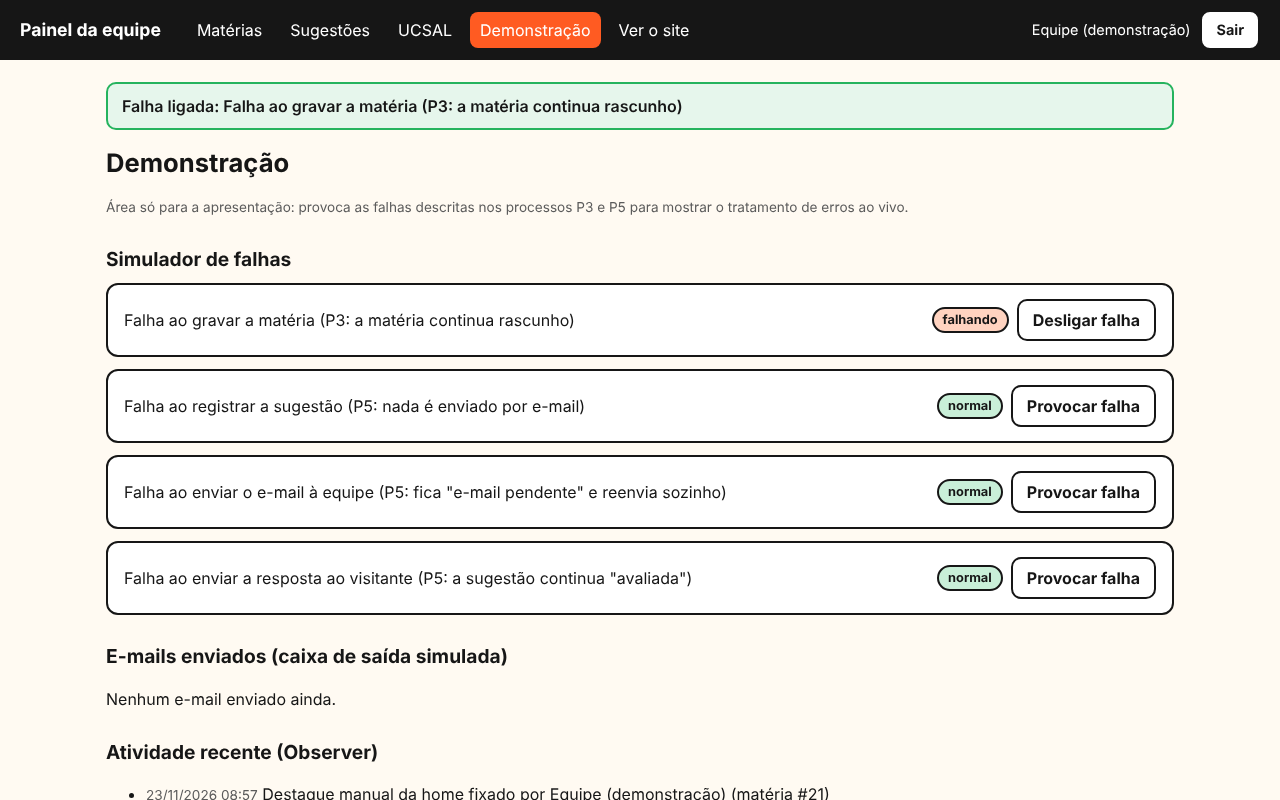 Painel da equipe Matérias Sugestões UCSAL Demonstração Ver o site Equipe (demonstração) Sair
Falha ligada: Falha ao gravar a matéria (P3: a matéria continua rascunho)
Demonstração
Área só para a apresentação: provoca as falhas descritas nos processos P3 e P5 para mostrar o tratamento de erros ao vivo.
Simulador de falhas
Falha ao gravar a matéria (P3: a matéria continua rascunho) falhando Desligar falha
Falha ao registrar a sugestão (P5: nada é enviado por e-mail) normal Provocar falha
Falha ao enviar o e-mail à equipe (P5: fica "e-mail pendente" e reenvia sozinho) normal Provocar falha
Falha ao enviar a resposta ao visitante (P5: a sugestão continua "avaliada") normal Provocar falha
E-mails enviados (caixa de saída simulada)
Nenhum e-mail enviado ainda.
Atividade recente (Observer)
23/11/2026 08:57 Destaque manual da home fixado por Equipe (demonstração) (matéria #21)